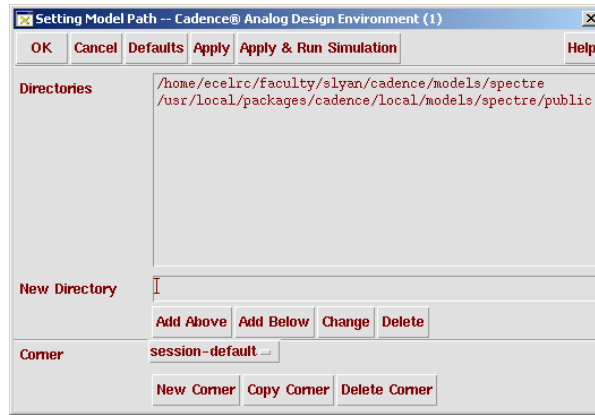 Setting Model Path -- Cadence® Analog Design Environment (1)
OK Cancel Defaults Apply Apply & Run Simulation Help
Directories
/home/ecelrc/faculty/slyan/cadence/models/spectre
/usr/local/packages/cadence/local/models/spectre/public
New Directory
Add Above Add Below Change Delete
Corner session-default
New Corner Copy Corner Delete Corner